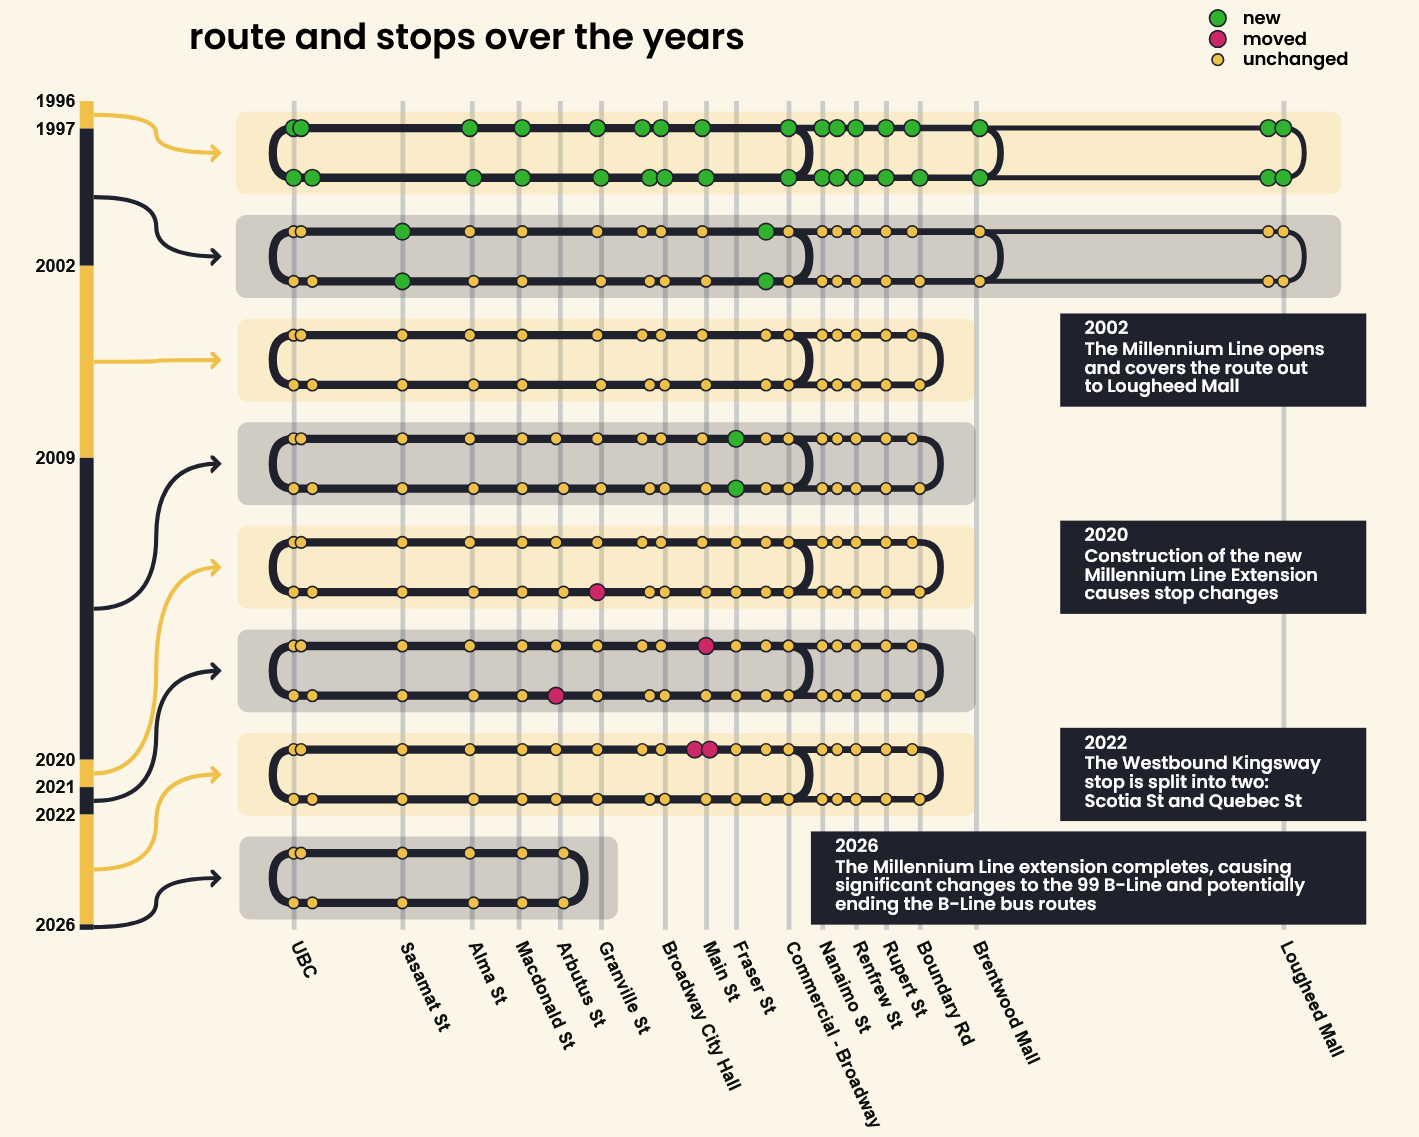 route and stops over the years
new
moved
unchanged
1996
1997
2002
2009
2020
2021
2022
2026
2002
The Millennium Line opens
and covers the route out
to Lougheed Mall
2020
Construction of the new
Millennium Line Extension
causes stop changes
2022
The Westbound Kingsway
stop is split into two:
Scotia St and Quebec St
2026
The Millennium Line extension completes, causing
significant changes to the 99 B-Line and potentially
ending the B-Line bus routes
UBC
Sasamat St
Alma St
Macdonald St
Arbutus St
Granville St
Broadway City Hall
Main St
Fraser St
Commercial - Broadway
Nanaimo St
Renfrew St
Rupert St
Boundary Rd
Brentwood Mall
Lougheed Mall